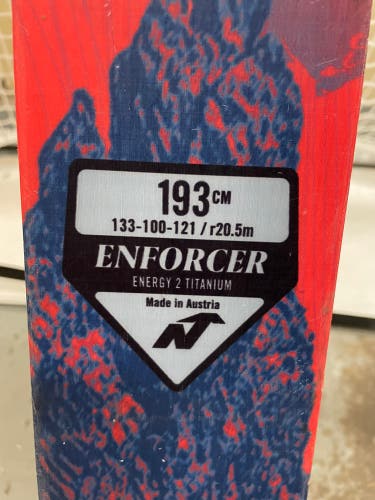 193CM
133-100-121 / r20.5m
ENFORCER
ENERGY 2 TITANIUM
Made in Austria